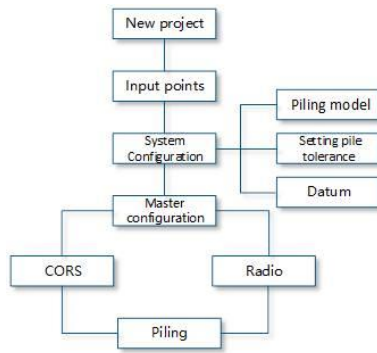 New project
Input points
System
Configuration
Piling model
Setting pile
tolerance
Datum
Master
configuration
CORS
Radio
Piling